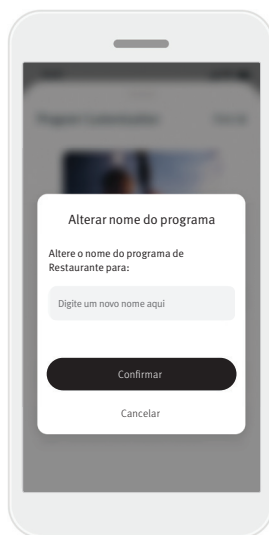 Alterar nome do programa
Altere o nome do programa de
Restaurante para:
Digite um novo nome aqui
Confirmar
Cancelar